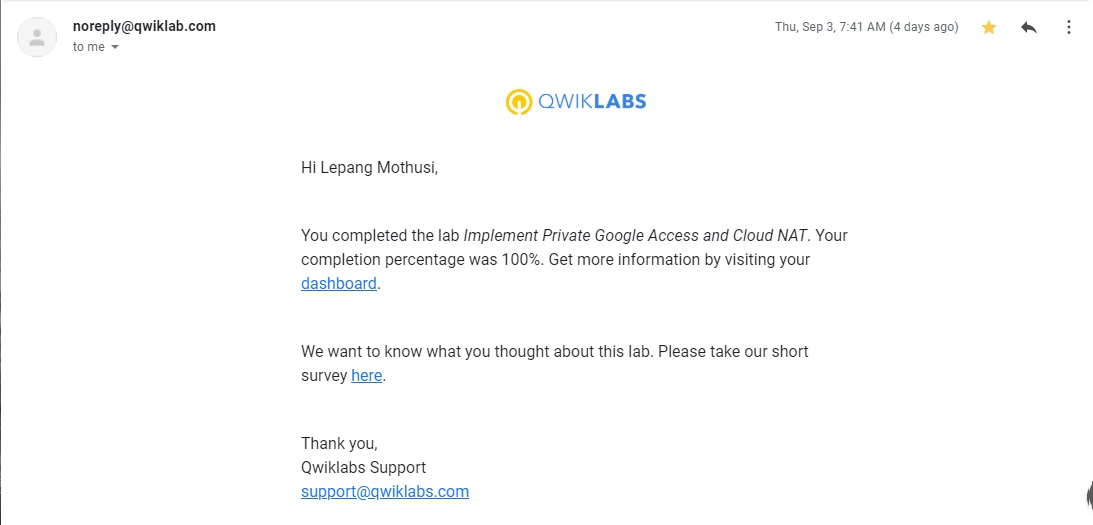 noreply@qwiklab.com
Thu, Sep 3, 7:41 AM (4 days ago)
to me
QWIKLABS
Hi Lepang Mothusi,
You completed the lab Implement Private Google Access and Cloud NAT. Your
completion percentage was 100%. Get more information by visiting your
dashboard.
We want to know what you thought about this lab. Please take our short
survey here.
Thank you,
Qwiklabs Support
support@qwiklabs.com